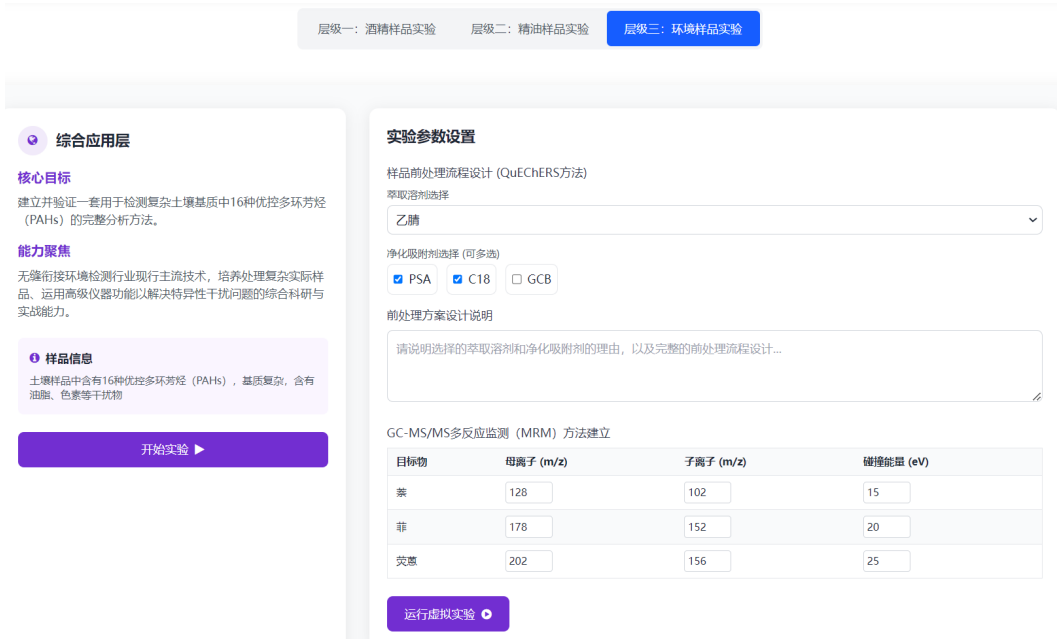 层级一：酒精样品实验 层级二：精油样品实验 层级三：环境样品实验
综合应用层
核心目标
建立并验证一套用于检测复杂土壤基质中16种优控多环芳烃
（PAHs）的完整分析方法。
能力聚焦
无缝衔接环境检测行业现行主流技术，培养处理复杂实际样
品、运用高级仪器功能以解决特异性干扰问题的综合科研与
实战能力。
样品信息
土壤样品中含有16种优控多环芳烃（PAHs），基质复杂，含有
油脂、色素等干扰物
开始实验
实验参数设置
样品前处理流程设计 (QuEChERS方法)
萃取溶剂选择
乙腈
净化吸附剂选择 (可多选)
PSA C18 GCB
前处理方案设计说明
请说明选择的萃取溶剂和净化吸附剂的理由，以及完整的前处理流程设计...
GC-MS/MS多反应监测（MRM）方法建立
目标物 母离子 (m/z) 子离子 (m/z) 碰撞能量 (eV)
萘 128 102 15
菲 178 152 20
荧蒽 202 156 25
运行虚拟实验